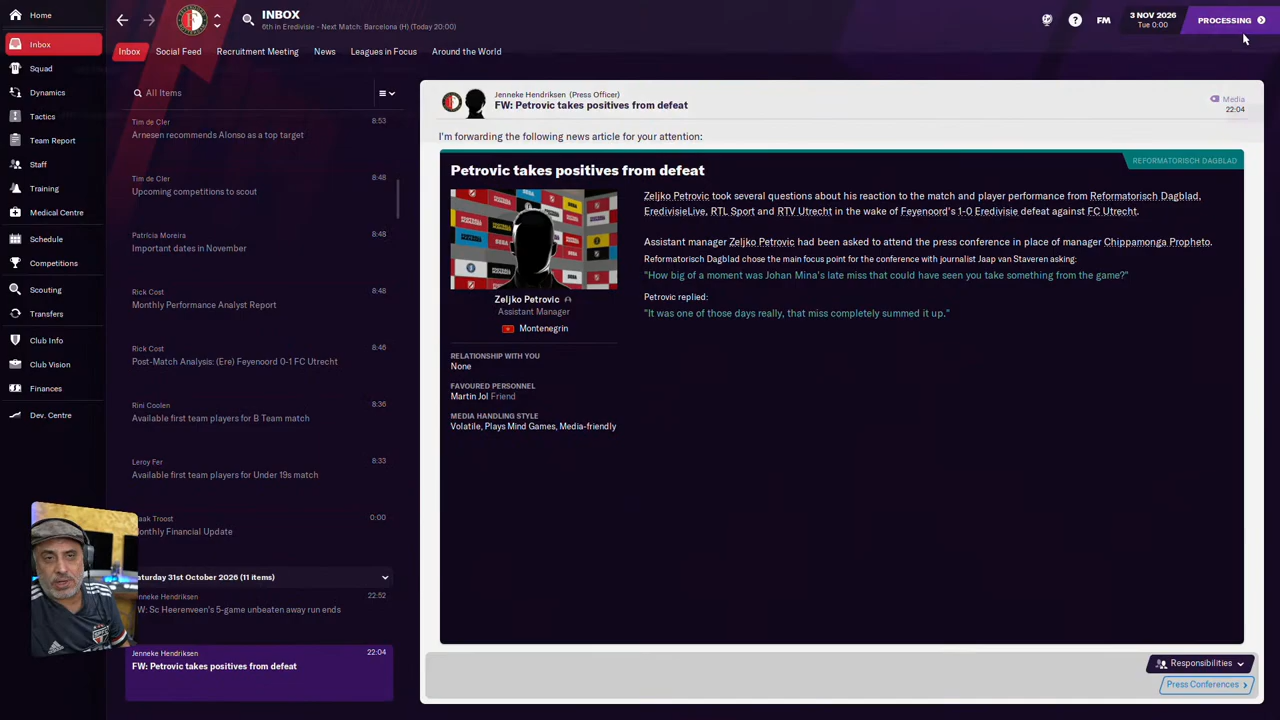 Home
Inbox
Squad
Dynamics
Tactics
Team Report
Staff
Training
Medical Centre
Schedule
Competitions
Scouting
Transfers
Club Info
Club Vision
Finances
Dev. Centre
INBOX
6th in Eredivisie - Next Match: Barcelona (H) (Today 20:00)
FM
3 NOV 2026
Tue 0:00
PROCESSING
Inbox
Social Feed
Recruitment Meeting
News
Leagues in Focus
Around the World
All Items
Tim de Cler
8:53
Arnesen recommends Alonso as a top target
Tim de Cler
8:48
Upcoming competitions to scout
Patrícia Moreira
8:48
Important dates in November
Rick Cost
8:48
Monthly Performance Analyst Report
Rick Cost
8:46
Post-Match Analysis: (Ere) Feyenoord 0-1 FC Utrecht
Rini Coolen
8:36
Available first team players for B Team match
Leroy Fer
8:33
Available first team players for Under 19s match
aak Troost
0:00
onthly Financial Update
aturday 31st October 2026 (11 items)
nneke Hendriksen
22:52
W: Sc Heerenveen's 5-game unbeaten away run ends
Jenneke Hendriksen
22:04
FW: Petrovic takes positives from defeat
Jenneke Hendriksen (Press Officer)
FW: Petrovic takes positives from defeat
Media
22:04
I'm forwarding the following news article for your attention:
REFORMATORISCH DAGBLAD
Petrovic takes positives from defeat
Zeljko Petrovic took several questions about his reaction to the match and player performance from Reformatorisch Dagblad,
EredivisieLive, RTL Sport and RTV Utrecht in the wake of Feyenoord's 1-0 Eredivisie defeat against FC Utrecht.
Assistant manager Zeljko Petrovic had been asked to attend the press conference in place of manager Chippamonga Propheto.
Reformatorisch Dagblad chose the main focus point for the conference with journalist Jaap van Staveren asking:
"How big of a moment was Johan Mina's late miss that could have seen you take something from the game?"
Petrovic replied:
"It was one of those days really, that miss completely summed it up."
Zeljko Petrovic
Assistant Manager
Montenegrin
RELATIONSHIP WITH YOU
None
FAVOURED PERSONNEL
Martin Jol Friend
MEDIA HANDLING STYLE
Volatile, Plays Mind Games, Media-friendly
Responsibilities
Press Conferences